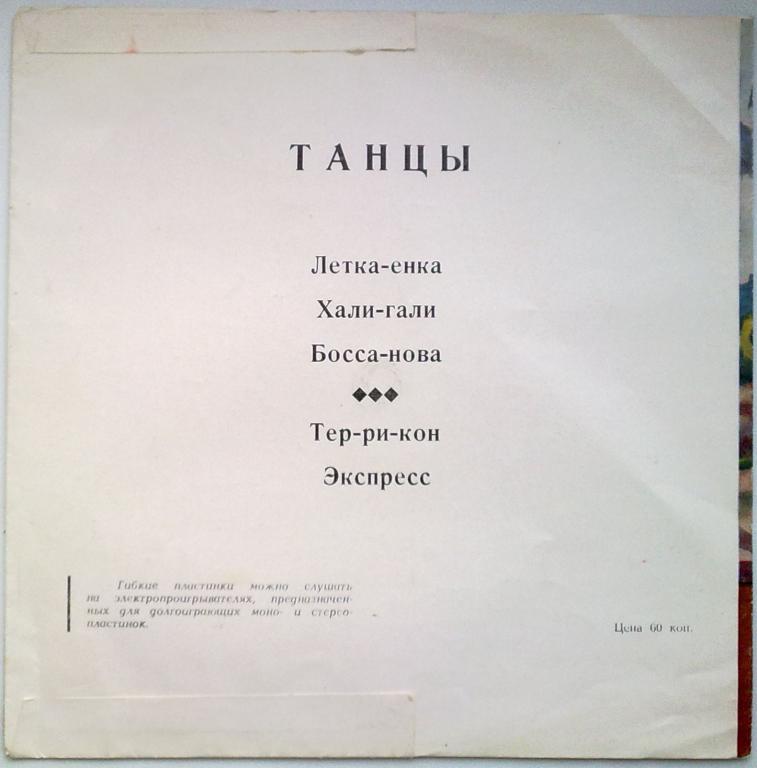 ТАНЦЫ
Летка-енка
Хали-гали
Босса-нова
Тер-ри-кон
Экспресс
Гибкие пластинки можно слушать
на электропроигрывателях, предназначен-
ных для долгоиграющих моно- и стерео-
пластинок.
Цена 60 коп.